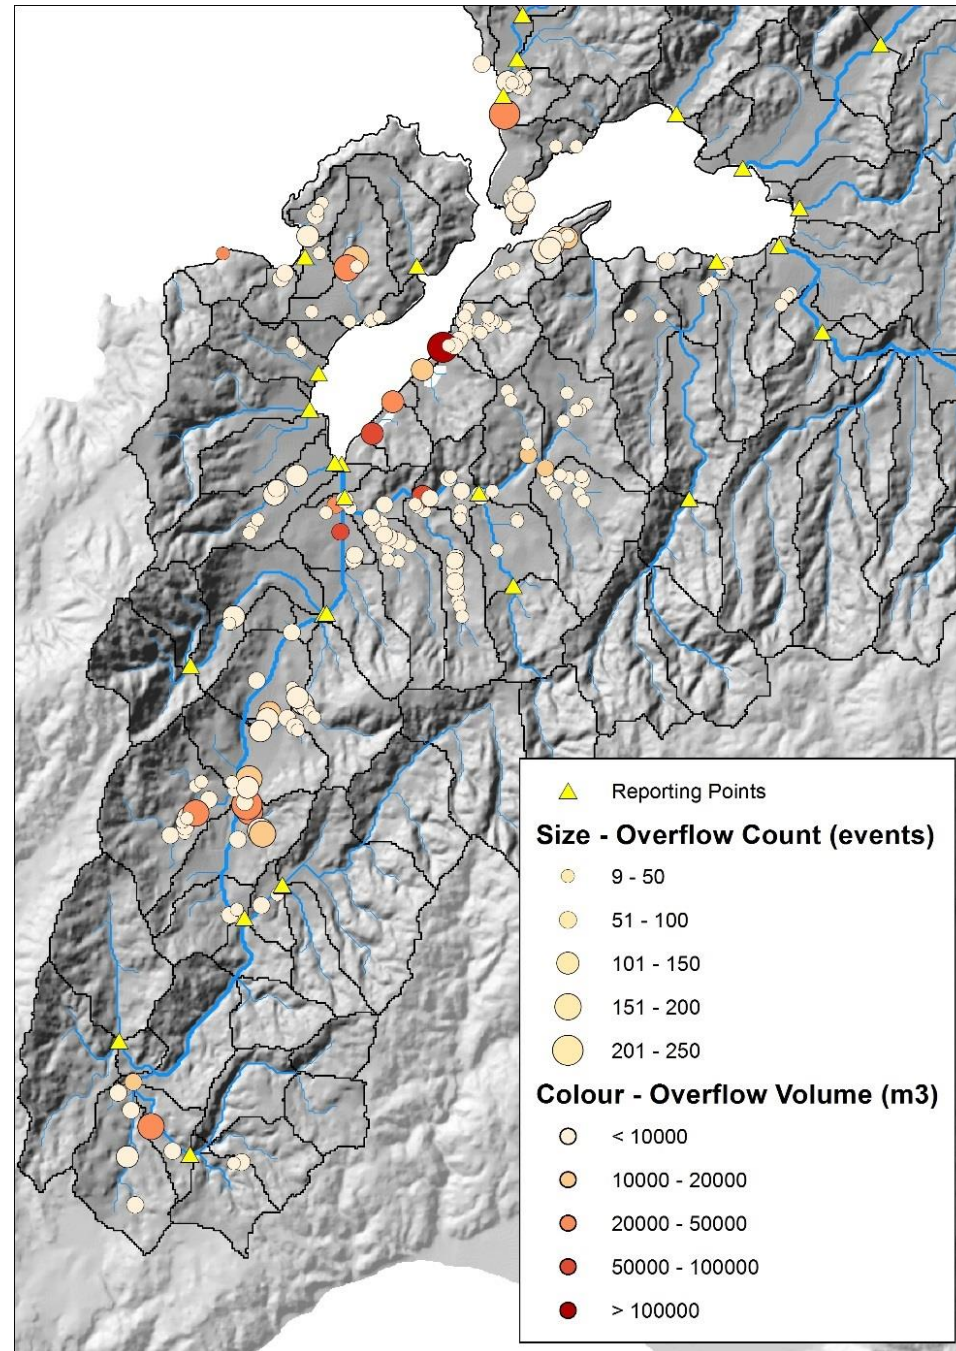 Reporting Points
Size - Overflow Count (events)
9 - 50
51 - 100
101 - 150
151 - 200
201 - 250
Colour - Overflow Volume (m3)
< 10000
10000 - 20000
20000 - 50000
50000 - 100000
> 100000